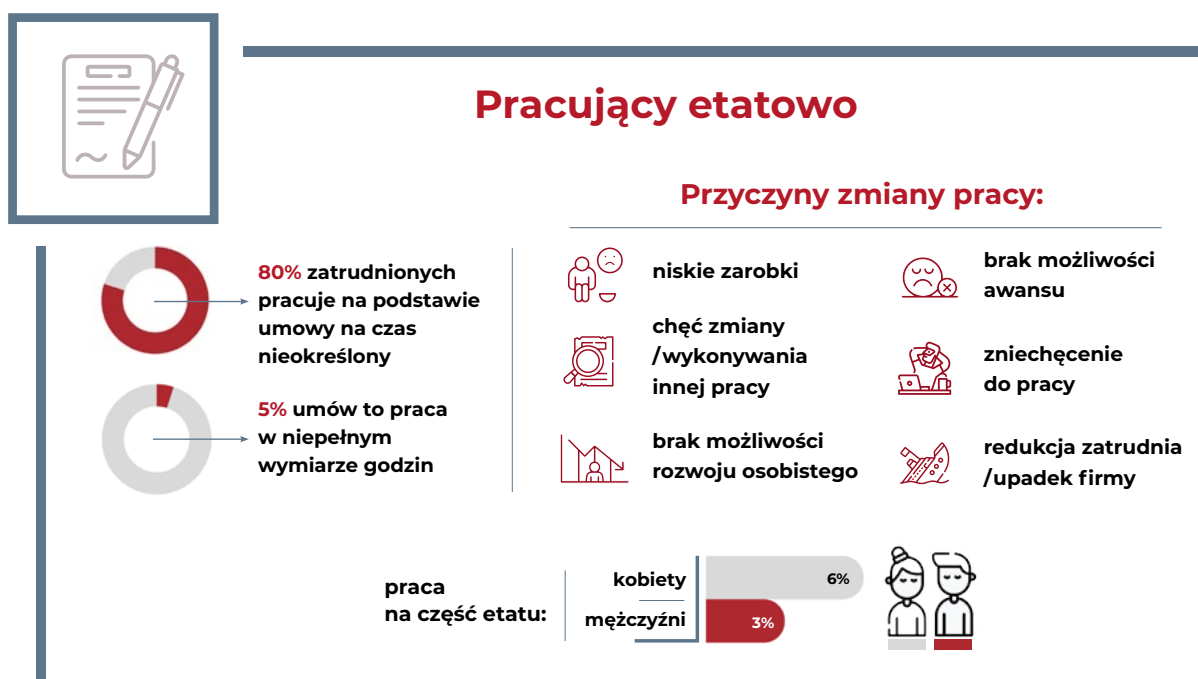 Pracujący etatowo
80% zatrudnionych
pracuje na podstawie
umowy na czas
nieokreślony
5% umów to praca
w niepełnym
wymiarze godzin
Przyczyny zmiany pracy:
niskie zarobki
chęć zmiany
/wykonywania
innej pracy
brak możliwości
rozwoju osobistego
brak możliwości
awansu
zniechęcenie
do pracy
redukcja zatrudnia
/upadek firmy
praca
na część etatu:
kobiety 6%
mężczyźni 3%